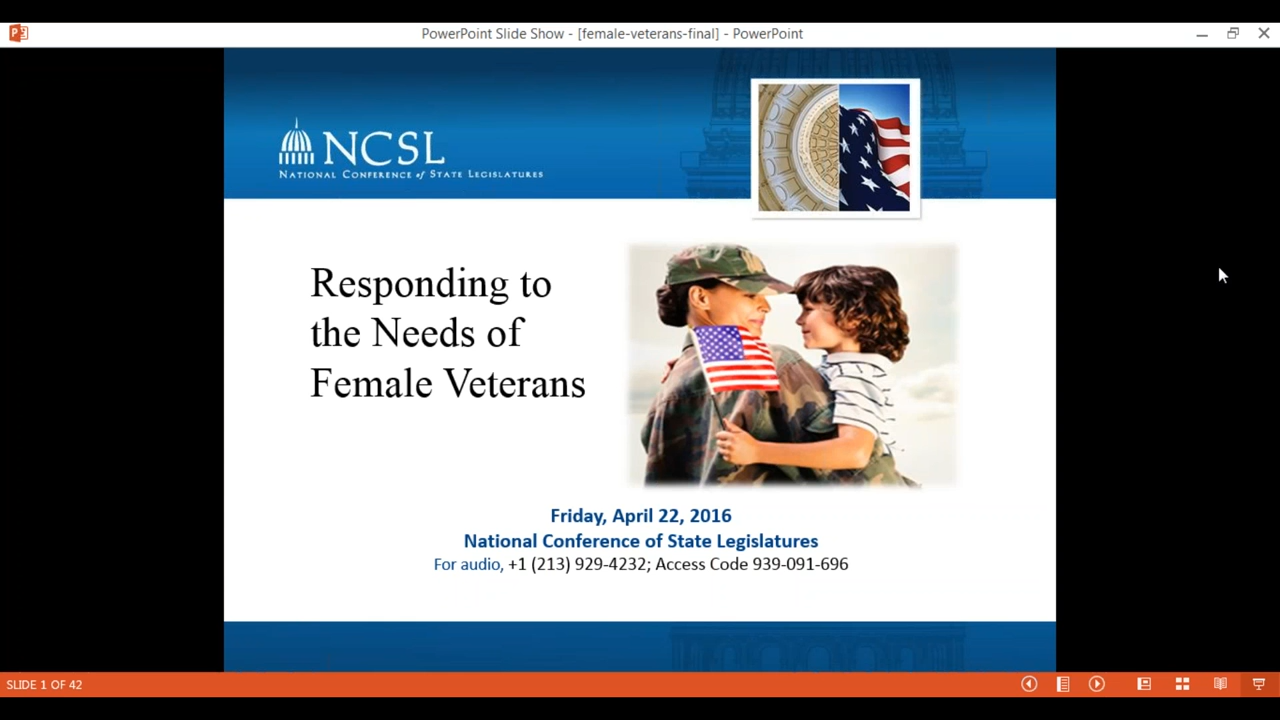 PowerPoint Slide Show - [female-veterans-final] - PowerPoint
NCSL
NATIONAL CONFERENCE of STATE LEGISLATURES
Responding to
the Needs of
Female Veterans
Friday, April 22, 2016
National Conference of State Legislatures
For audio, +1 (213) 929-4232; Access Code 939-091-696
SLIDE 1 OF 42